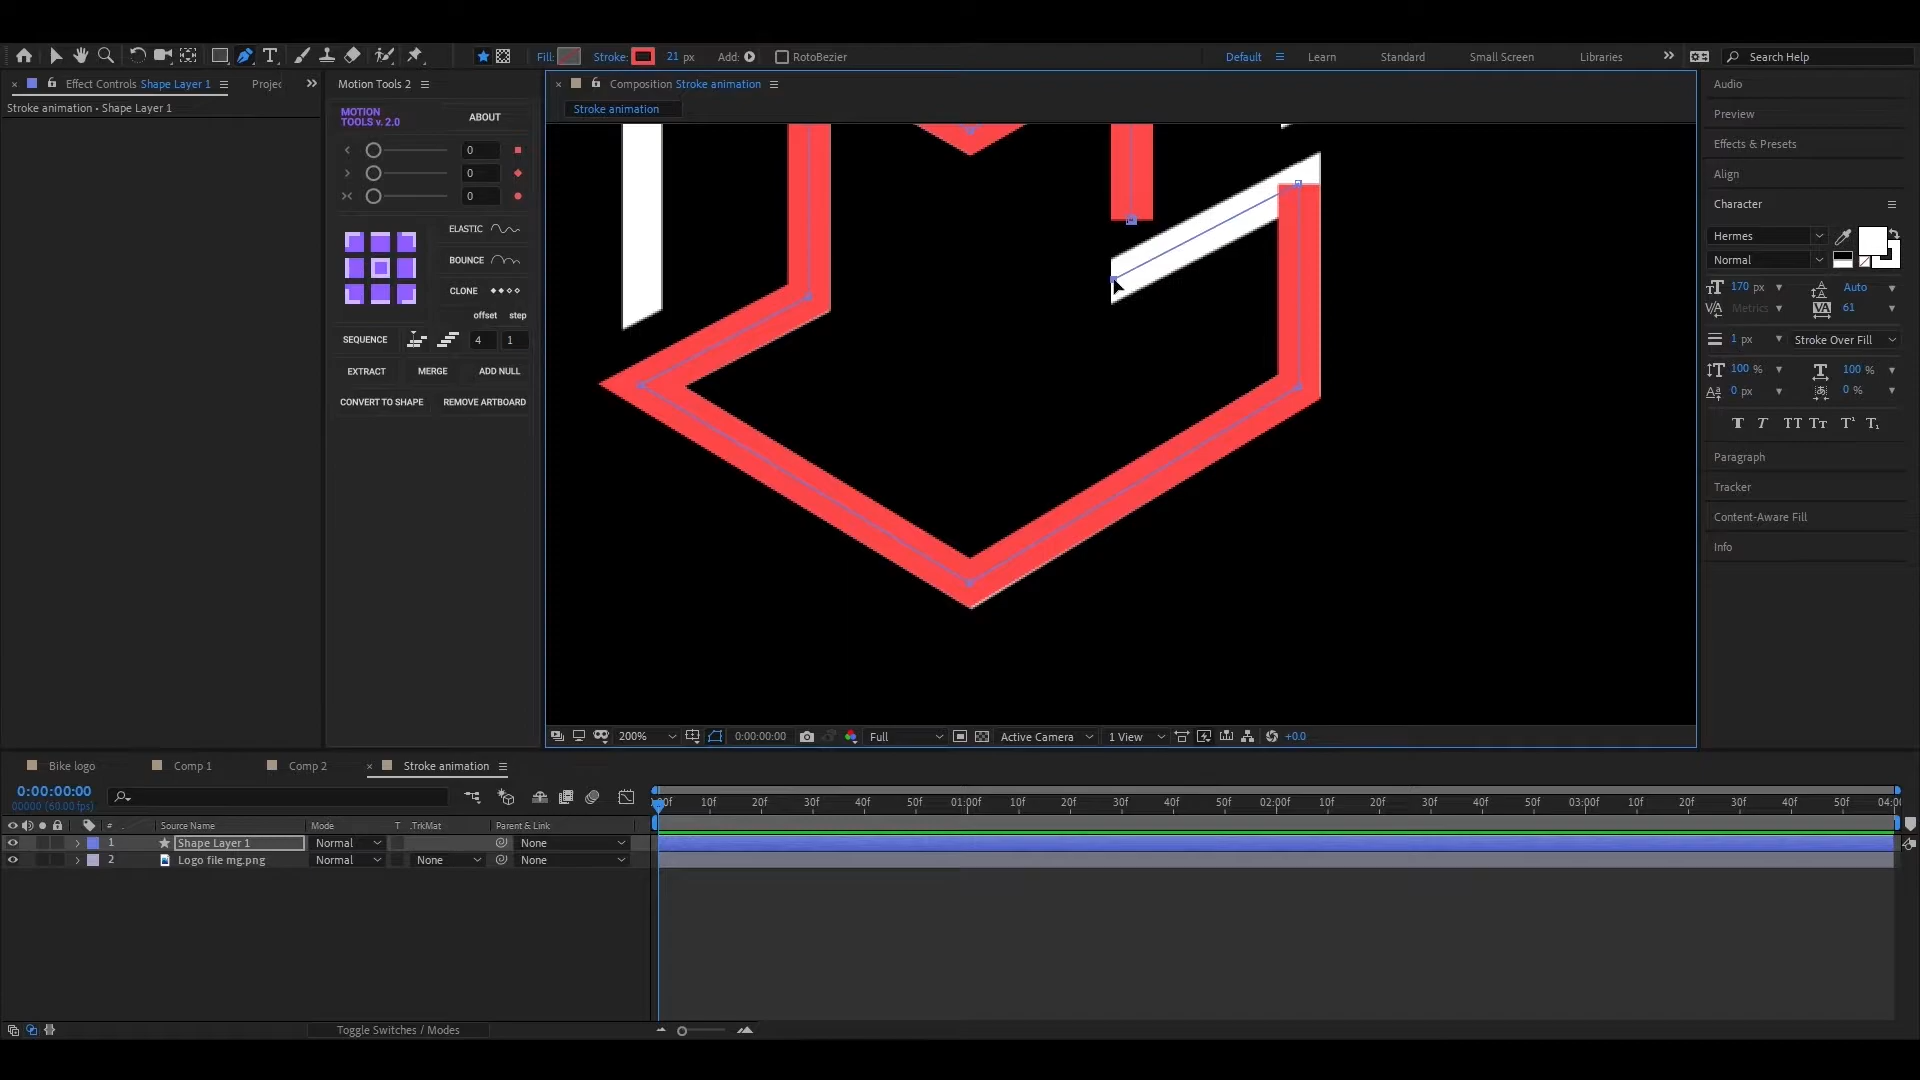 Fill:
Stroke:
21 px
Add:
RotoBezier
Default
Learn
Standard
Small Screen
Libraries
Search Help
Effect Controls Shape Layer 1
Projec
Motion Tools 2
Composition Stroke animation
Stroke animation • Shape Layer 1
Stroke animation
MOTION
TOOLS v. 2.0
ABOUT
0
0
0
ELASTIC
BOUNCE
CLONE
offset step
SEQUENCE
4
1
EXTRACT
MERGE
ADD NULL
CONVERT TO SHAPE
REMOVE ARTBOARD
Audio
Preview
Effects & Presets
Align
Character
Hermes
Normal
170 px
Auto
Metrics
61
1 px
Stroke Over Fill
100 %
100 %
0 px
0 %
T T TT Tт T¹ T₁
Paragraph
Tracker
Content-Aware Fill
Info
200%
0:00:00:00
Full
Active Camera
1 View
+0.0
Bike logo
Comp 1
Comp 2
Stroke animation
0:00:00:00
00000 (60.00 fps)
# Source Name Mode T .TrkMat Parent & Link
1 Shape Layer 1 Normal None
2 Logo file mg.png Normal None None
10f 20f 30f 40f 50f 01:00f 10f 20f 30f 40f 50f 02:00f 10f 20f 30f 40f 50f 03:00f 10f 20f 30f 40f 50f
Toggle Switches / Modes